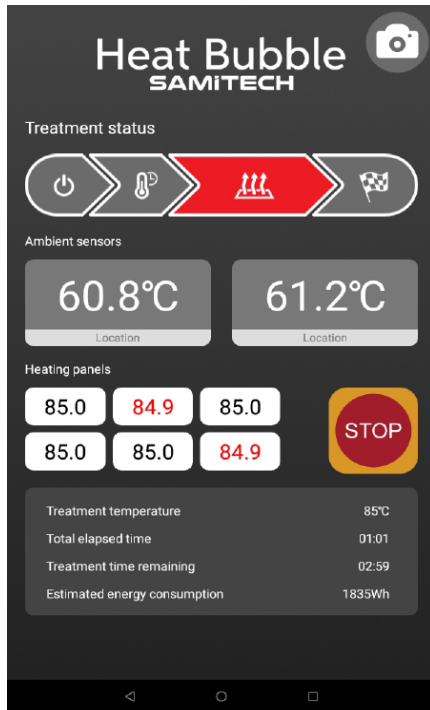 Heat Bubble
SAMiTECH
Treatment status
Ambient sensors
60.8°C
61.2°C
Location
Location
Heating panels
85.0 84.9 85.0
85.0 85.0 84.9
STOP
Treatment temperature 85°C
Total elapsed time 01:01
Treatment time remaining 02:59
Estimated energy consumption 1835Wh